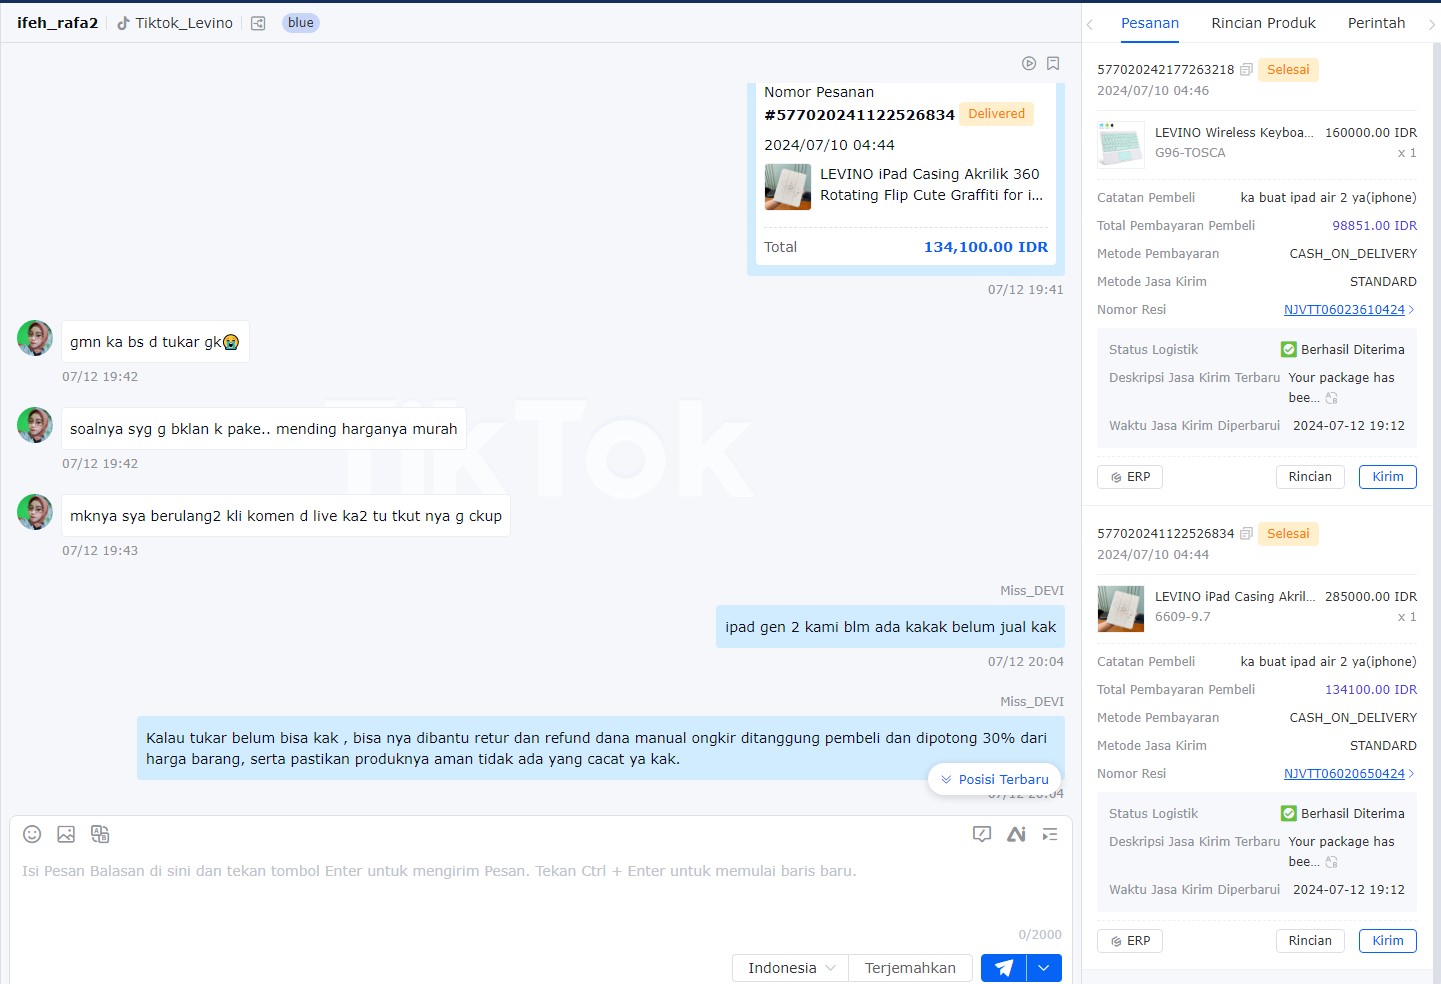 ifeh_rafa2
Tiktok_Levino
blue
Nomor Pesanan
#577020241122526834 Delivered
2024/07/10 04:44
LEVINO iPad Casing Akrilik 360
Rotating Flip Cute Graffiti for i...
Total 134,100.00 IDR
07/12 19:41
gmn ka bs d tukar gk😭
07/12 19:42
soalnya syg g bklan k pake.. mending harganya murah
07/12 19:42
mknya sya berulang2 kli komen d live ka2 tu tkut nya g ckup
07/12 19:43
TikTok
Miss_DEVI
ipad gen 2 kami blm ada kakak belum jual kak
07/12 20:04
Miss_DEVI
Kalau tukar belum bisa kak , bisa nya dibantu retur dan refund dana manual ongkir ditanggung pembeli dan dipotong 30% dari
harga barang, serta pastikan produknya aman tidak ada yang cacat ya kak.
Posisi Terbaru
07/12 20:04
Isi Pesan Balasan di sini dan tekan tombol Enter untuk mengirim Pesan. Tekan Ctrl + Enter untuk memulai baris baru.
0/2000
Indonesia
Terjemahkan
Pesanan
Rincian Produk
Perintah
577020242177263218 Selesai
2024/07/10 04:46
LEVINO Wireless Keyboa... 160000.00 IDR
G96-TOSCA x 1
Catatan Pembeli ka buat ipad air 2 ya(iphone)
Total Pembayaran Pembeli 98851.00 IDR
Metode Pembayaran CASH_ON_DELIVERY
Metode Jasa Kirim STANDARD
Nomor Resi NJVTT06023610424
Status Logistik ✅ Berhasil Diterima
Deskripsi Jasa Kirim Terbaru Your package has
bee...
Waktu Jasa Kirim Diperbarui 2024-07-12 19:12
ERP
Rincian
Kirim
577020241122526834 Selesai
2024/07/10 04:44
LEVINO iPad Casing Akril... 285000.00 IDR
6609-9.7 x 1
Catatan Pembeli ka buat ipad air 2 ya(iphone)
Total Pembayaran Pembeli 134100.00 IDR
Metode Pembayaran CASH_ON_DELIVERY
Metode Jasa Kirim STANDARD
Nomor Resi NJVTT06020650424
Status Logistik ✅ Berhasil Diterima
Deskripsi Jasa Kirim Terbaru Your package has
bee...
Waktu Jasa Kirim Diperbarui 2024-07-12 19:12
ERP
Rincian
Kirim